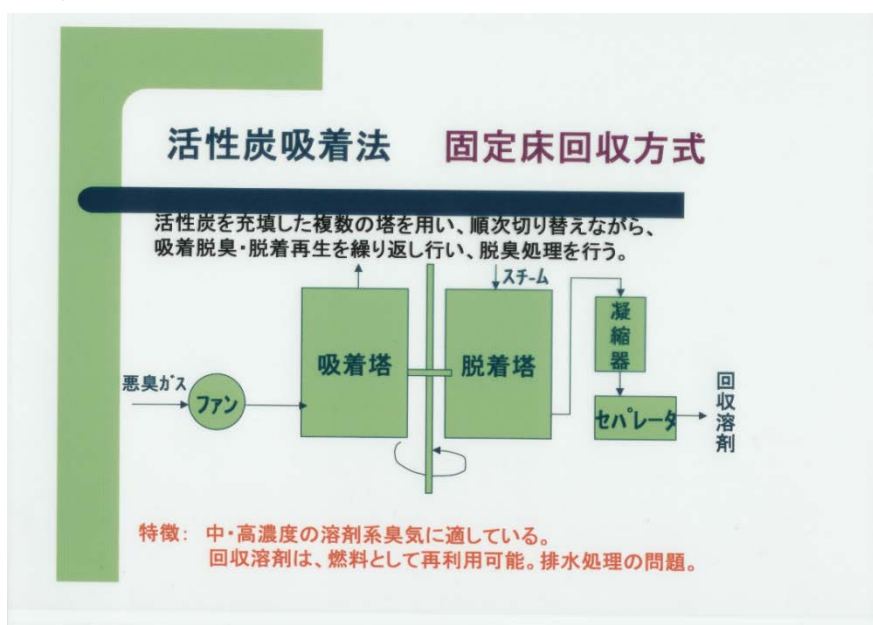 活性炭吸着法　固定床回収方式
活性炭を充填した複数の塔を用い、順次切り替えながら、
吸着脱臭・脱着再生を繰り返し行い、脱臭処理を行う。
スチーム
吸着塔
脱着塔
凝縮器
悪臭ガス
ファン
セパレータ
回収溶剤
特徴：　中・高濃度の溶剤系臭気に適している。
回収溶剤は、燃料として再利用可能。排水処理の問題。